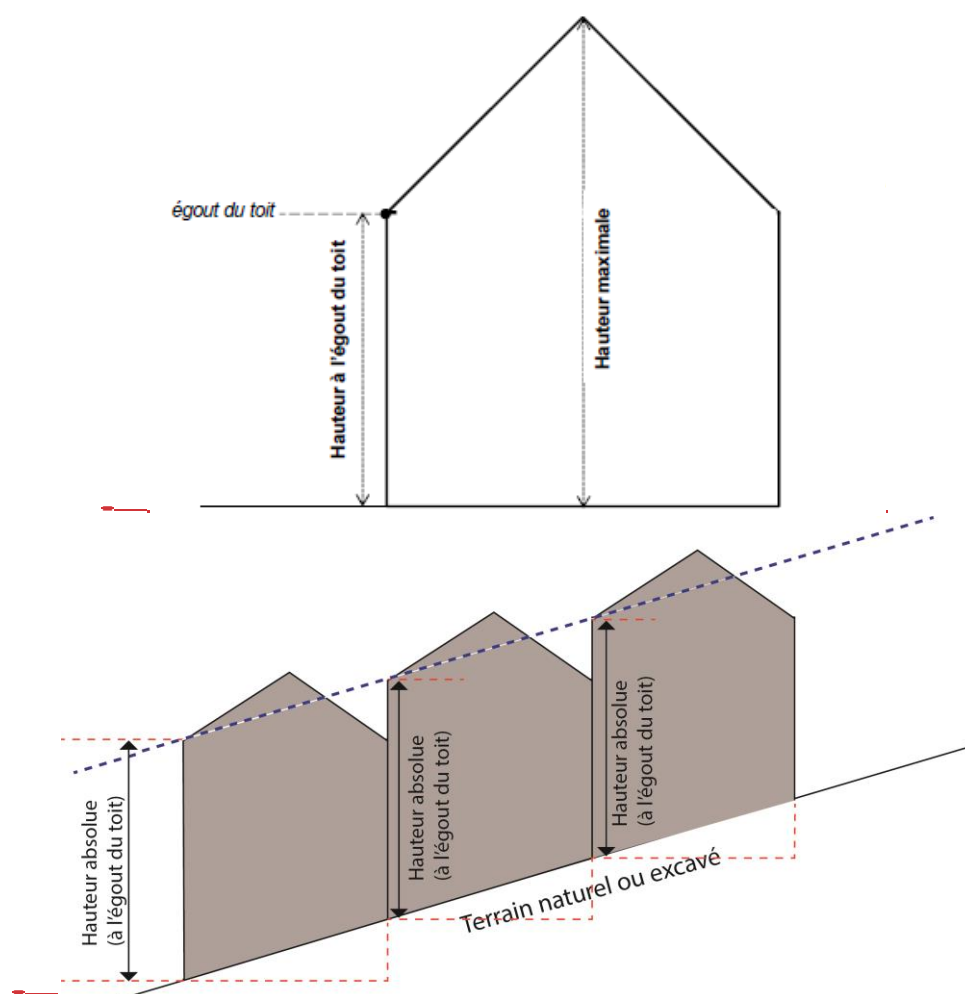 égout du toit
Hauteur à l'égout du toit
Hauteur maximale
Hauteur absolue
(à l'égout du toit)
Hauteur absolue
(à l'égout du toit)
Hauteur absolue
(à l'égout du toit)
Terrain naturel ou excavé